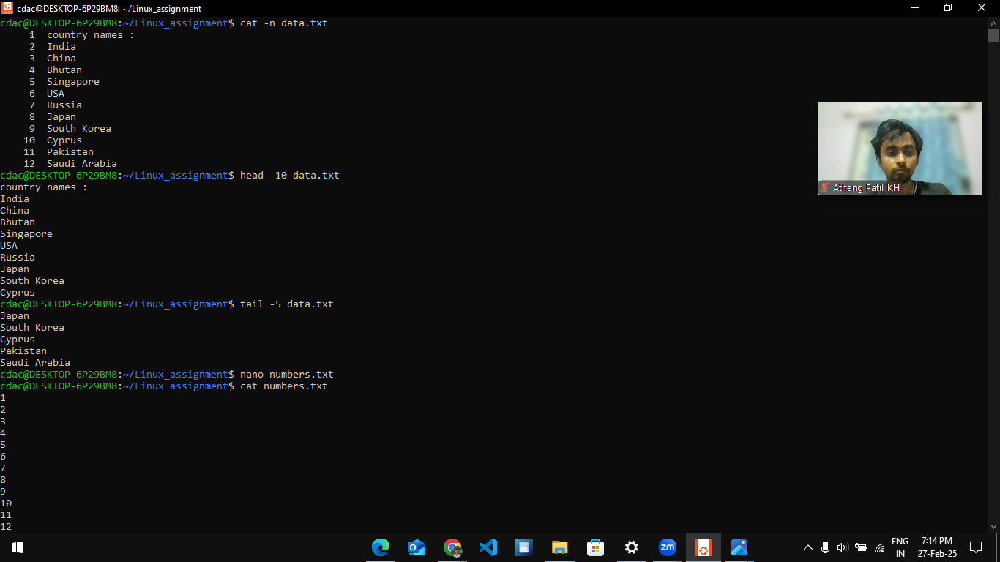 cdac@DESKTOP-6P29BM8: ~/Linux_assignment
cdac@DESKTOP-6P29BM8:~/Linux_assignment$ cat -n data.txt
1 country names :
2 India
3 China
4 Bhutan
5 Singapore
6 USA
7 Russia
8 Japan
9 South Korea
10 Cyprus
11 Pakistan
12 Saudi Arabia
cdac@DESKTOP-6P29BM8:~/Linux_assignment$ head -10 data.txt
country names :
India
China
Bhutan
Singapore
USA
Russia
Japan
South Korea
Cyprus
cdac@DESKTOP-6P29BM8:~/Linux_assignment$ tail -5 data.txt
Japan
South Korea
Cyprus
Pakistan
Saudi Arabia
cdac@DESKTOP-6P29BM8:~/Linux_assignment$ nano numbers.txt
cdac@DESKTOP-6P29BM8:~/Linux_assignment$ cat numbers.txt
1
2
3
4
5
6
7
8
9
10
11
12
Athang Patil_KH
zm
ENG
IN
7:14 PM
27-Feb-25